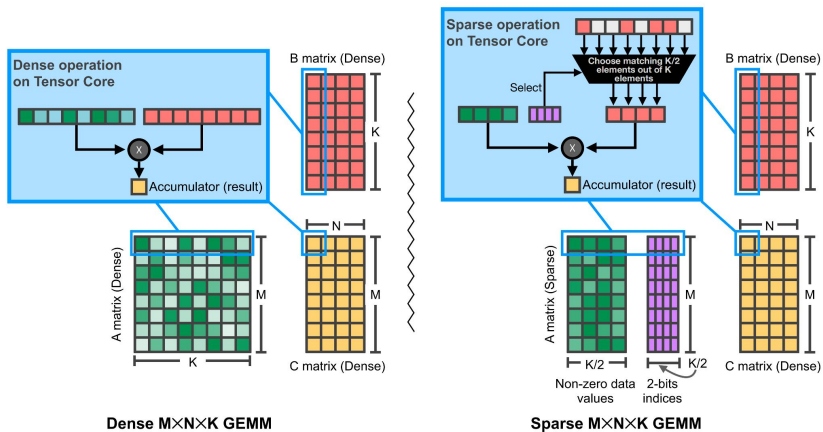 Dense operation
on Tensor Core
B matrix (Dense)
K
X
Accumulator (result)
N
A matrix (Dense)
M
M
K
C matrix (Dense)
Dense M×N×K GEMM
Sparse operation
on Tensor Core
Choose matching K/2
elements out of K
elements
Select
B matrix (Dense)
K
X
Accumulator (result)
N
A matrix (Sparse)
M
M
K/2
K/2
C matrix (Dense)
Non-zero data
values
2-bits
indices
Sparse M×N×K GEMM